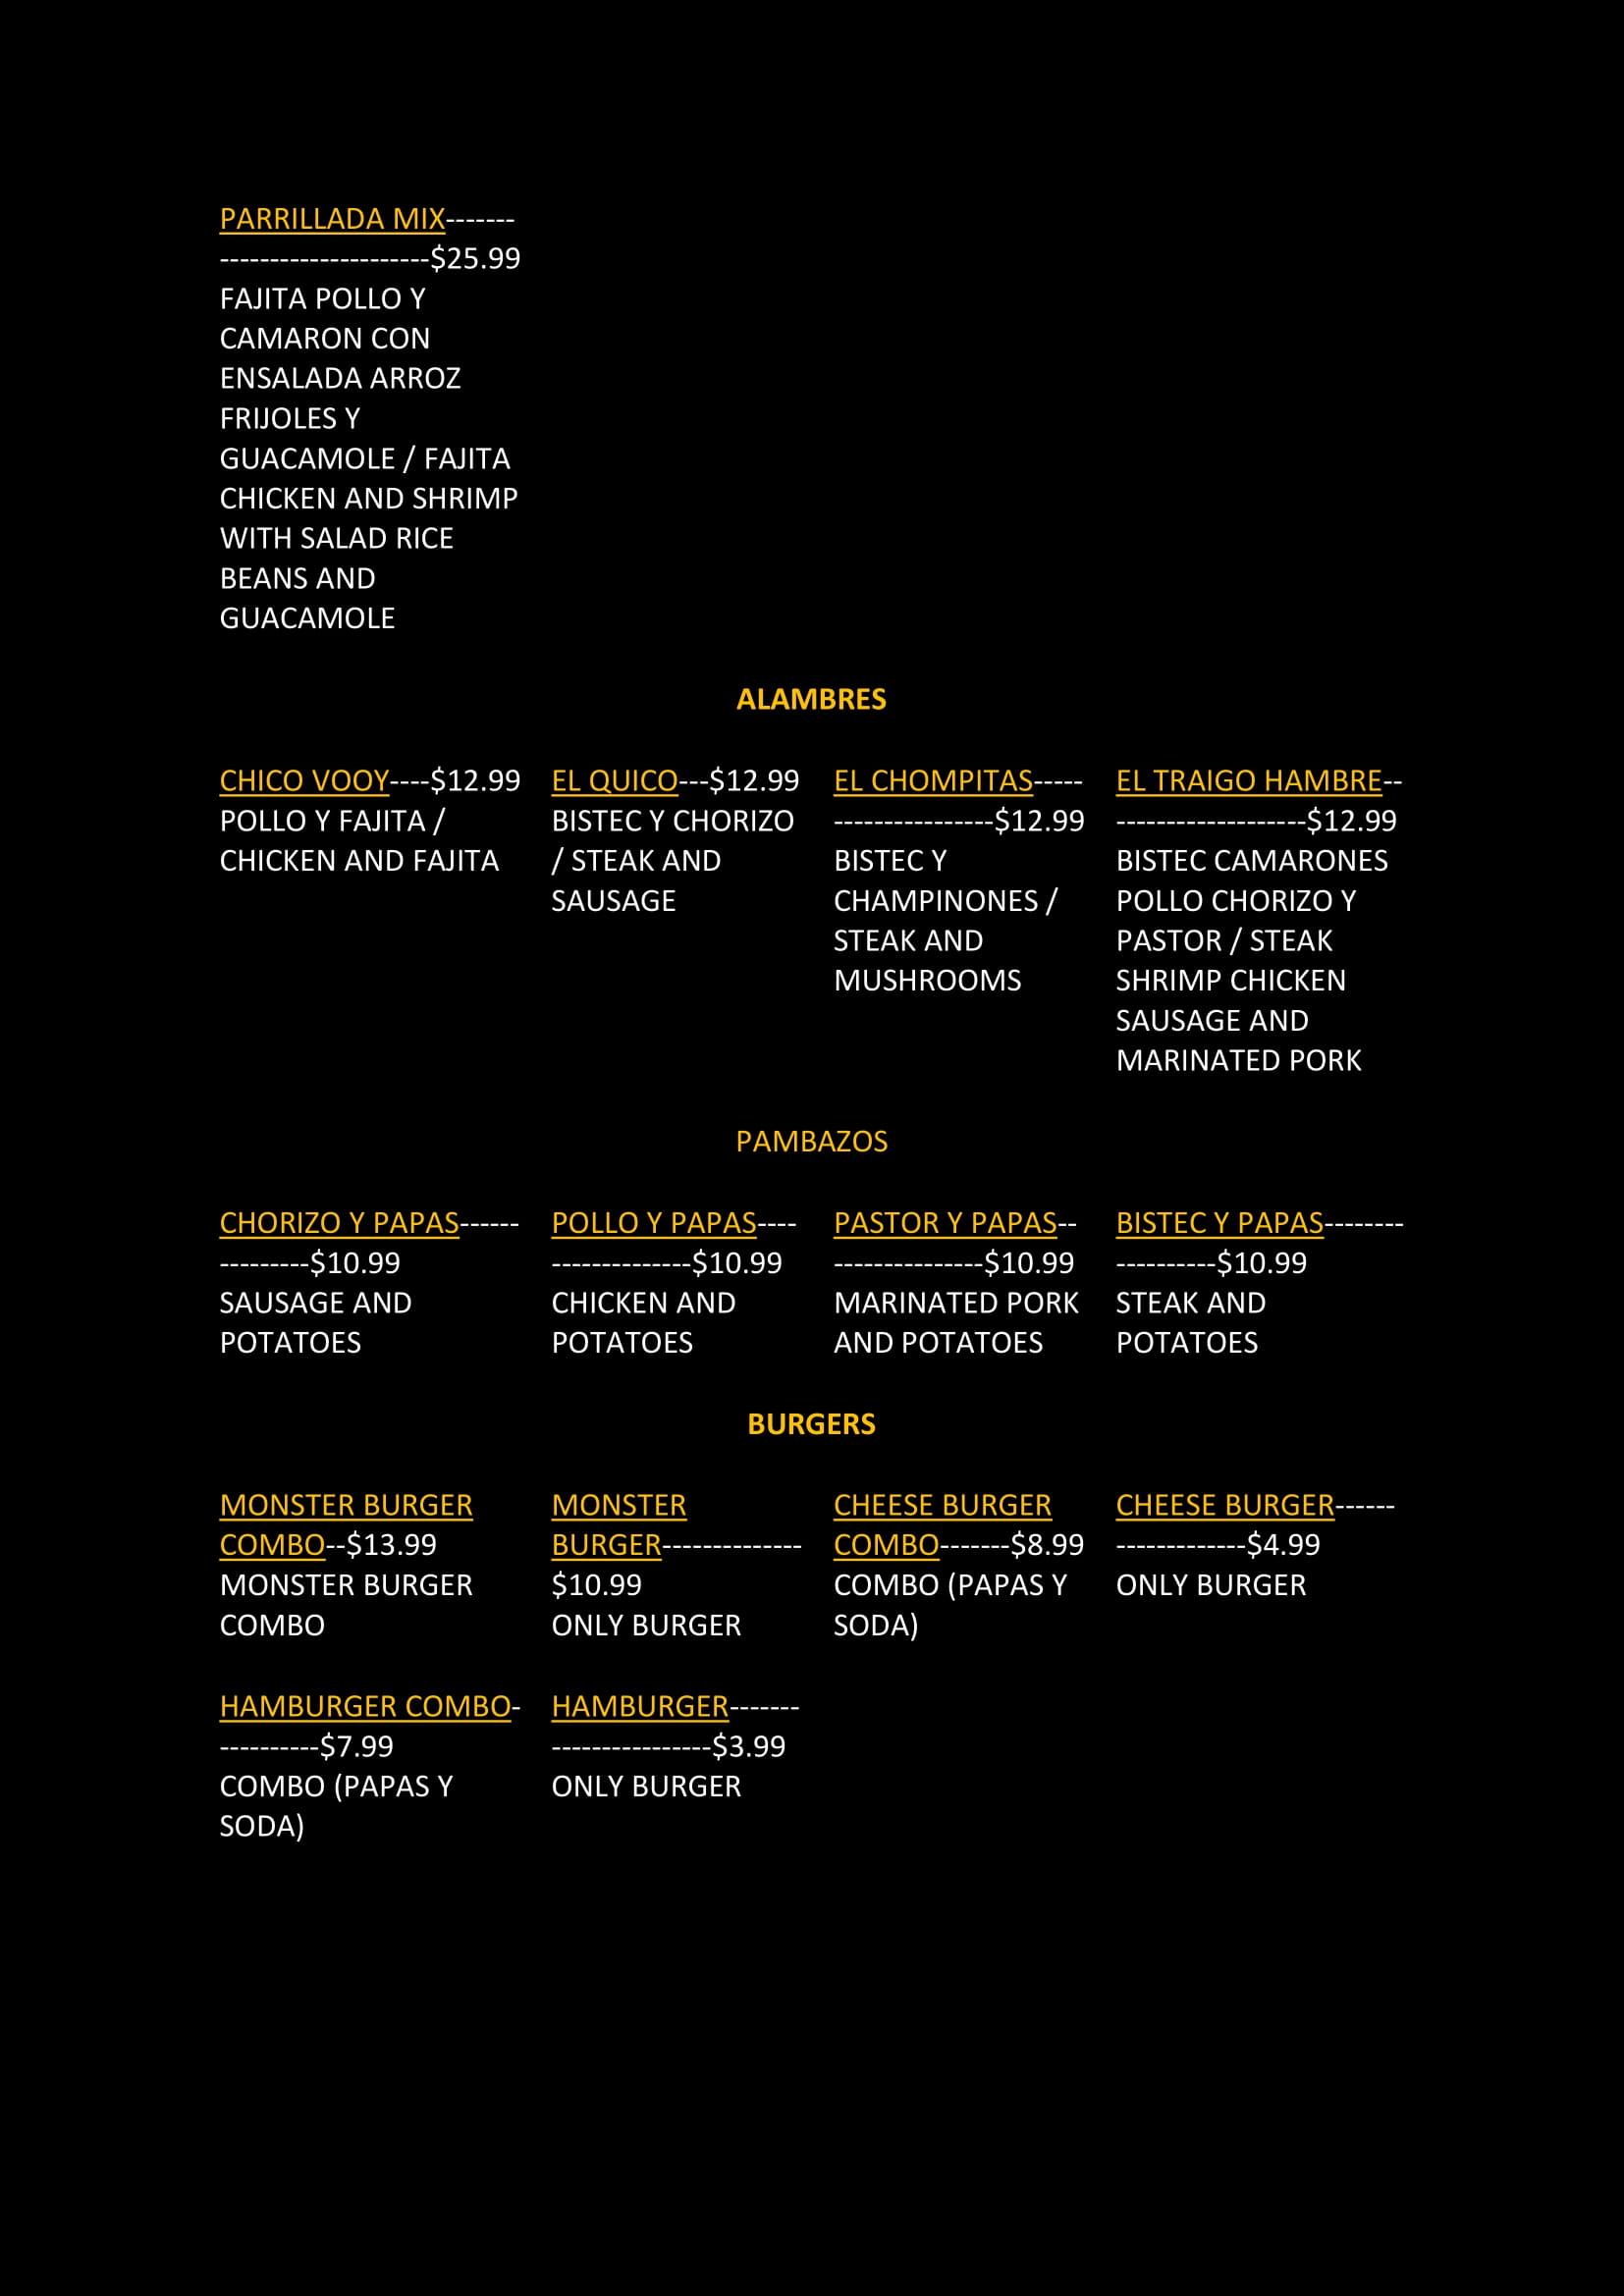 PARRILLADA MIX-------
---------------------$25.99
FAJITA POLLO Y
CAMARON CON
ENSALADA ARROZ
FRIJOLES Y
GUACAMOLE / FAJITA
CHICKEN AND SHRIMP
WITH SALAD RICE
BEANS AND
GUACAMOLE
ALAMBRES
CHICO VOOY----$12.99
POLLO Y FAJITA /
CHICKEN AND FAJITA
EL QUICO---$12.99
BISTEC Y CHORIZO
/ STEAK AND
SAUSAGE
EL CHOMPITAS-----
----------------$12.99
BISTEC Y
CHAMPINONES /
STEAK AND
MUSHROOMS
EL TRAIGO HAMBRE--
-------------------$12.99
BISTEC CAMARONES
POLLO CHORIZO Y
PASTOR / STEAK
SHRIMP CHICKEN
SAUSAGE AND
MARINATED PORK
PAMBAZOS
CHORIZO Y PAPAS------
---------$10.99
SAUSAGE AND
POTATOES
POLLO Y PAPAS----
--------------$10.99
CHICKEN AND
POTATOES
PASTOR Y PAPAS--
---------------$10.99
MARINATED PORK
AND POTATOES
BISTEC Y PAPAS--------
----------$10.99
STEAK AND
POTATOES
BURGERS
MONSTER BURGER
COMBO--$13.99
MONSTER BURGER
COMBO
MONSTER
BURGER--------------
$10.99
ONLY BURGER
CHEESE BURGER
COMBO-------$8.99
COMBO (PAPAS Y
SODA)
CHEESE BURGER------
-------------$4.99
ONLY BURGER
HAMBURGER COMBO-
----------$7.99
COMBO (PAPAS Y
SODA)
HAMBURGER-------
----------------$3.99
ONLY BURGER